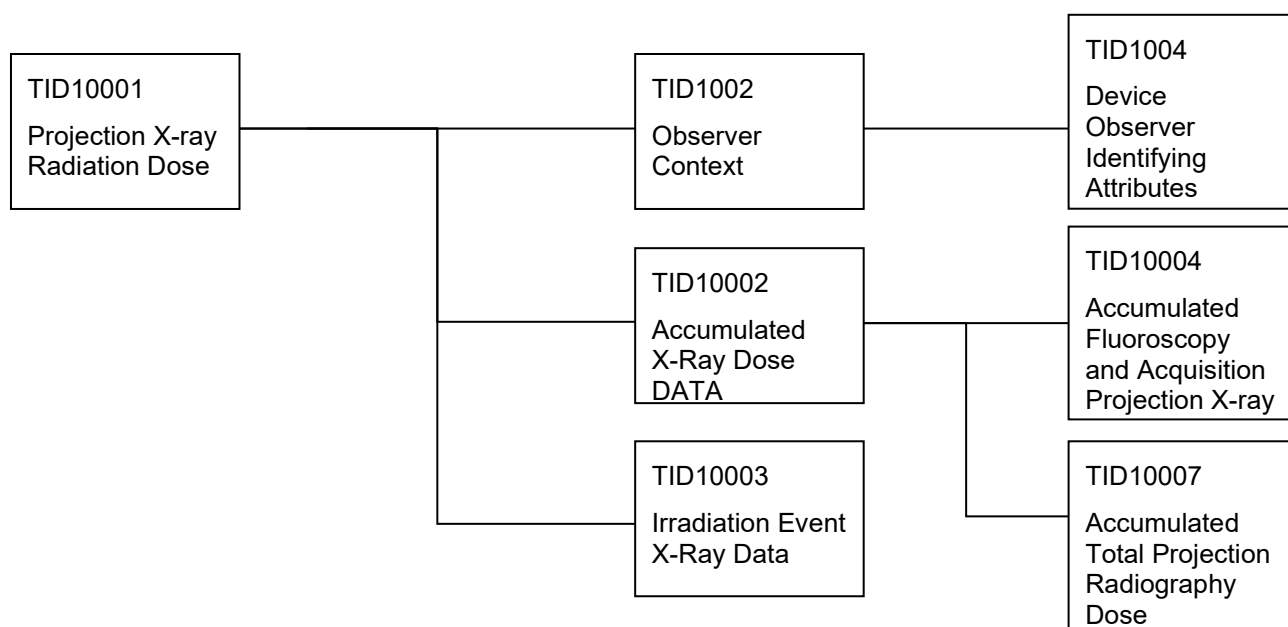 TID10001
Projection X-ray
Radiation Dose
TID1002
Observer
Context
TID1004
Device
Observer
Identifying
Attributes
TID10002
Accumulated
X-Ray Dose
DATA
TID10004
Accumulated
Fluoroscopy
and Acquisition
Projection X-ray
TID10003
Irradiation Event
X-Ray Data
TID10007
Accumulated
Total Projection
Radiography
Dose